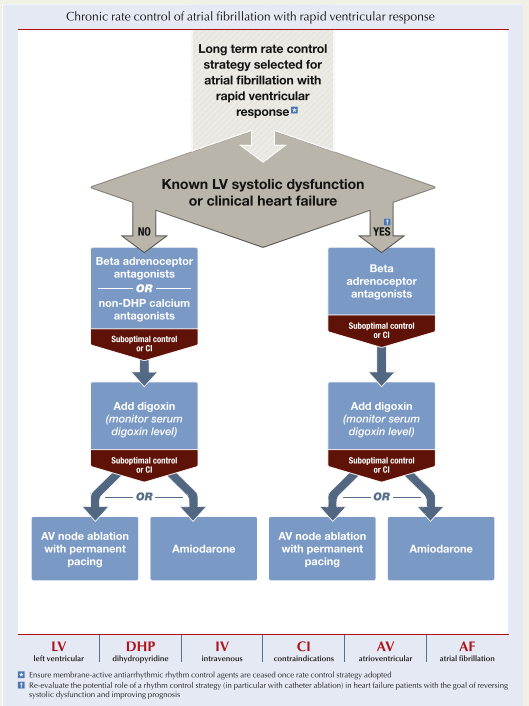 Chronic rate control of atrial fibrillation with rapid ventricular response
Long term rate control
strategy selected for
atrial fibrillation with
rapid ventricular
response*
Known LV systolic dysfunction
or clinical heart failure
†
NO
YES
Beta adrenoceptor
antagonists
OR
non-DHP calcium
antagonists
Suboptimal control
or CI
Beta
adrenoceptor
antagonists
Suboptimal control
or CI
Add digoxin
(monitor serum
digoxin level)
Suboptimal control
or CI
Add digoxin
(monitor serum
digoxin level)
Suboptimal control
or CI
OR
AV node ablation
with permanent
pacing
Amiodarone
OR
AV node ablation
with permanent
pacing
Amiodarone
LV
left ventricular
DHP
dihydropyridine
IV
intravenous
CI
contraindications
AV
atrioventricular
AF
atrial fibrillation
* Ensure membrane-active antiarrhythmic rhythm control agents are ceased once rate control strategy adopted
† Re-evaluate the potential role of a rhythm control strategy (in particular with catheter ablation) in heart failure patients with the goal of reversing
systolic dysfunction and improving prognosis